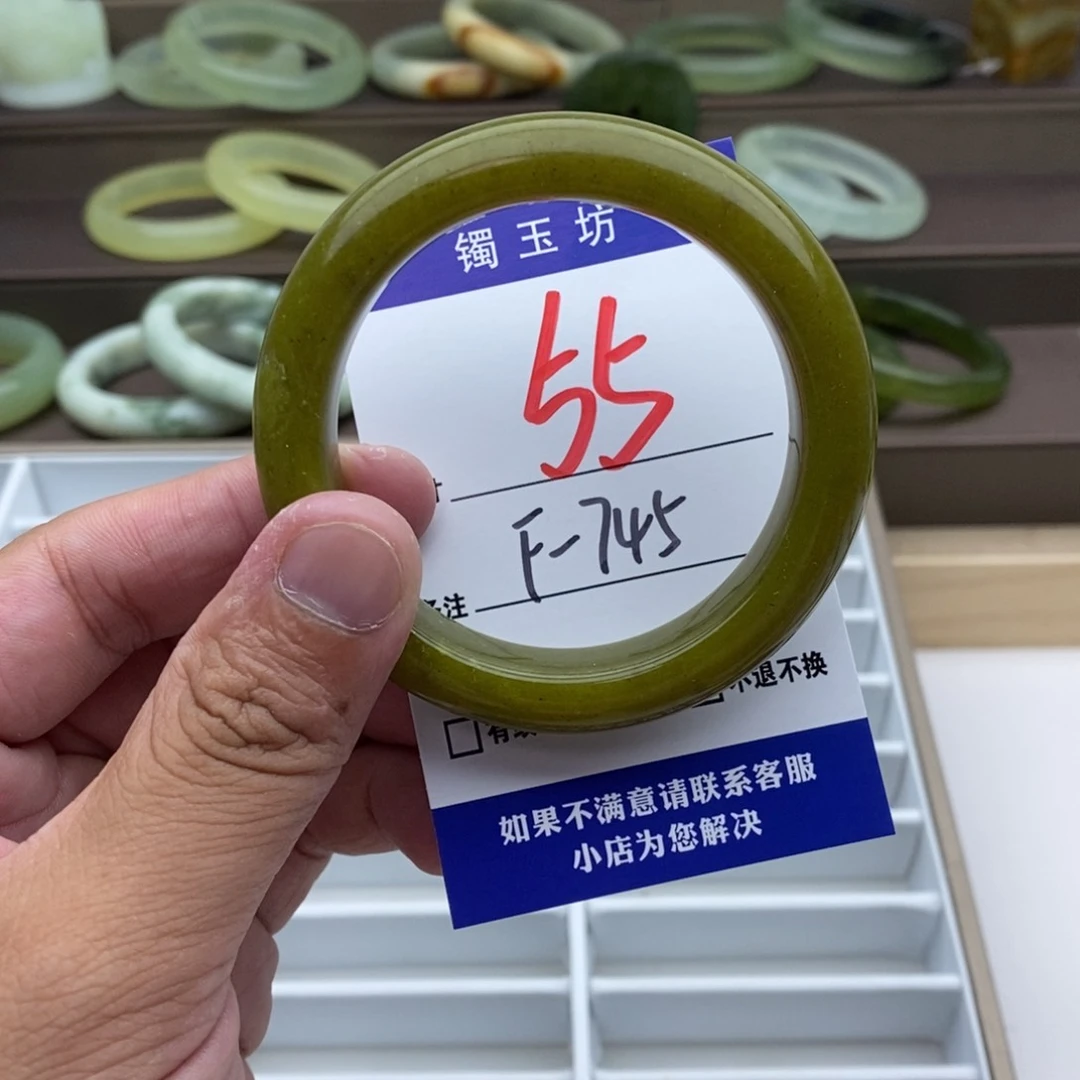 镯玉坊
55
F-745
备注
不退不换
如果不满意请联系客服
小店为您解决